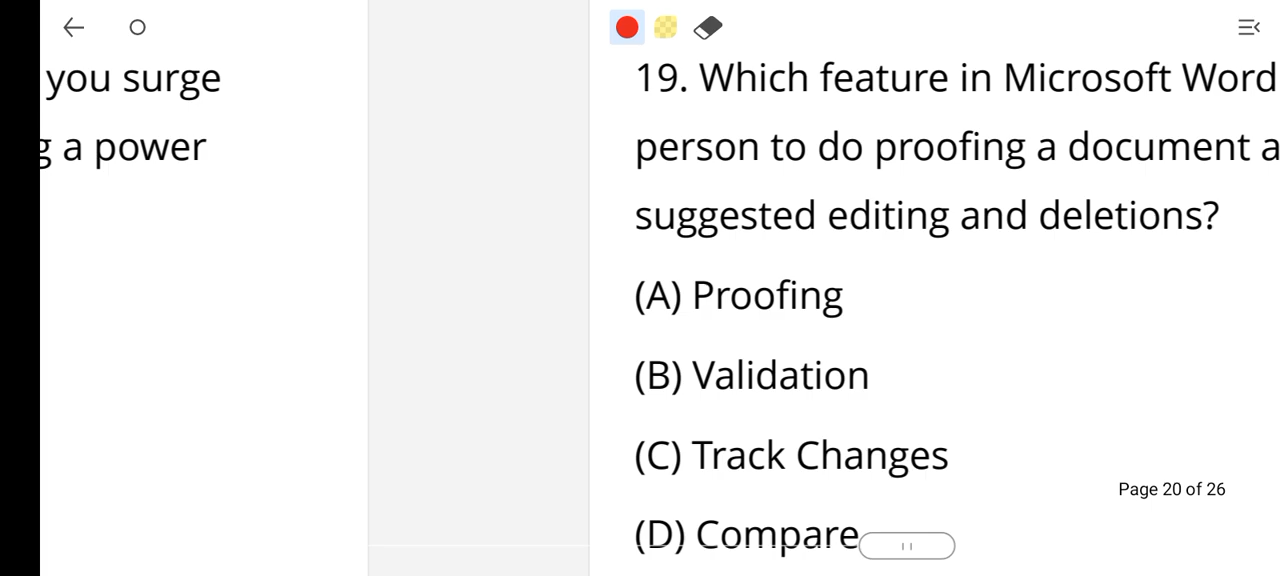 you surge
g a power
19. Which feature in Microsoft Word
person to do proofing a document a
suggested editing and deletions?
(A) Proofing
(B) Validation
(C) Track Changes
Page 20 of 26
(D) Compare